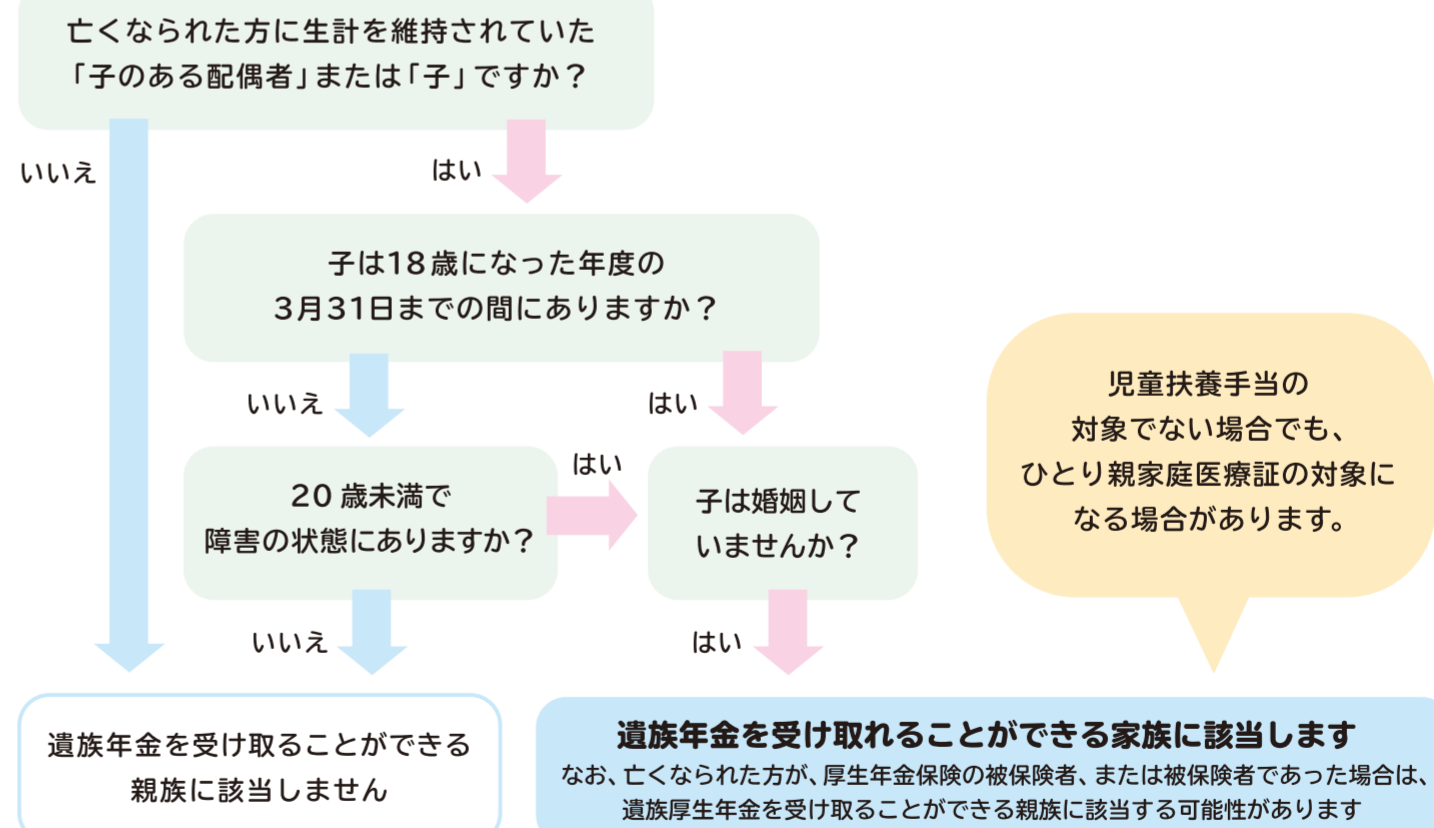 亡くなられた方に生計を維持されていた
「子のある配偶者」または「子」ですか？
いいえ
はい
子は18歳になった年度の
3月31日までの間にありますか？
いいえ
はい
20歳未満で
障害の状態にありますか？
はい
子は婚姻して
いませんか？
いいえ
はい
児童扶養手当の
対象でない場合でも、
ひとり親家庭医療証の対象に
なる場合があります。
遺族年金を受け取ることができる
親族に該当しません
遺族年金を受け取れることができる家族に該当します
なお、亡くなられた方が、厚生年金保険の被保険者、または被保険者であった場合は、
遺族厚生年金を受け取ることができる親族に該当する可能性があります